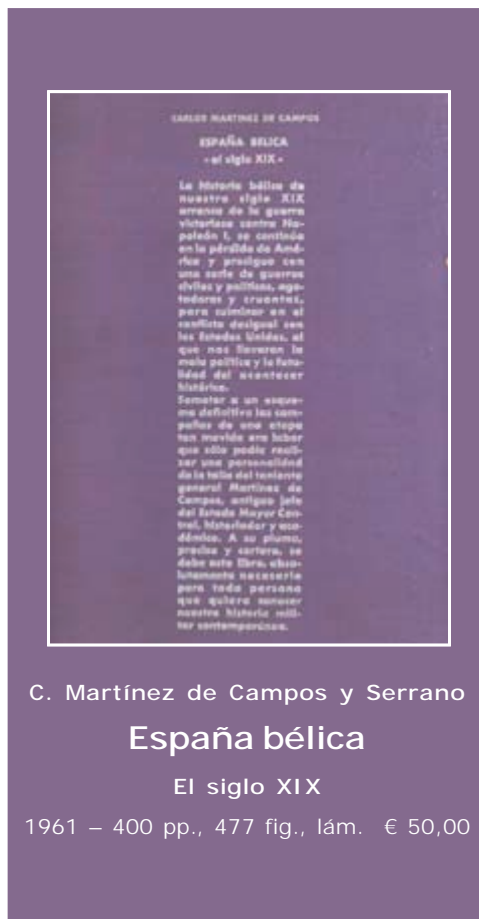 CARLOS MARTINEZ DE CAMPOS
ESPAÑA BELICA
- el siglo XIX -
La historia bélica de
nuestro siglo XIX
arranca de la guerra
victoriosa contra Na-
poleón I, se continúa
en la pérdida de Amé-
rica y prosigue con
una serie de guerras
civiles y políticas, ago-
tadoras y cruentas,
para culminar en el
conflicto desigual con
los Estados Unidos, al
que nos llevaron la
mala política y la fata-
lidad del acontecer
histórico.
Someter a un esque-
ma definitivo las cam-
pañas de una etapa
tan movida era labor
que sólo podía reali-
zar una personalidad
de la talla del teniente
general Martínez de
Campos, antiguo jefe
del Estado Mayor Cen-
tral, historiador y aca-
démico. A su pluma,
precisa y certera, se
debe este libro, abso-
lutamente necesario
para toda persona
que quiera conocer
nuestra historia mili-
tar contemporánea.
C. Martínez de Campos y Serrano
España bélica
El siglo XIX
1961 – 400 pp., 477 fig., lám. € 50,00